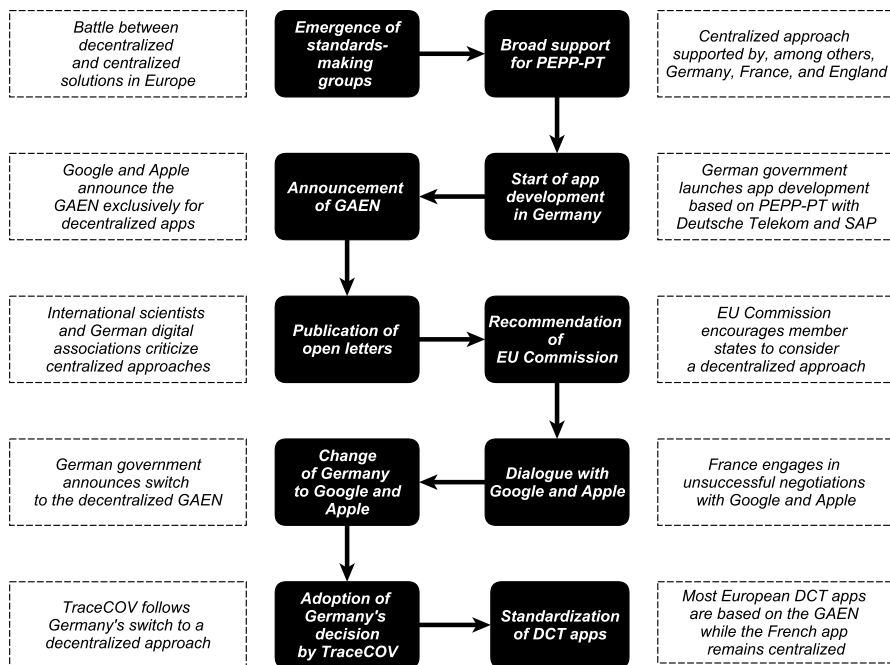 Battle between
decentralized
and centralized
solutions in Europe
Emergence of
standards-
making
groups
Broad support
for PEPP-PT
Centralized approach
supported by, among others,
Germany, France, and England
Google and Apple
announce the
GAEN exclusively for
decentralized apps
Announcement
of GAEN
Start of app
development
in Germany
German government
launches app development
based on PEPP-PT with
Deutsche Telekom and SAP
International scientists
and German digital
associations criticize
centralized approaches
Publication of
open letters
Recommendation
of
EU Commission
EU Commission
encourages member
states to consider
a decentralized approach
German government
announces switch
to the decentralized GAEN
Change
of Germany
to Google and
Apple
Dialogue with
Google and Apple
France engages in
unsuccessful negotiations
with Google and Apple
TraceCOV follows
Germany's switch to a
decentralized approach
Adoption of
Germany's
decision
by TraceCOV
Standardization
of DCT apps
Most European DCT apps
are based on the GAEN
while the French app
remains centralized